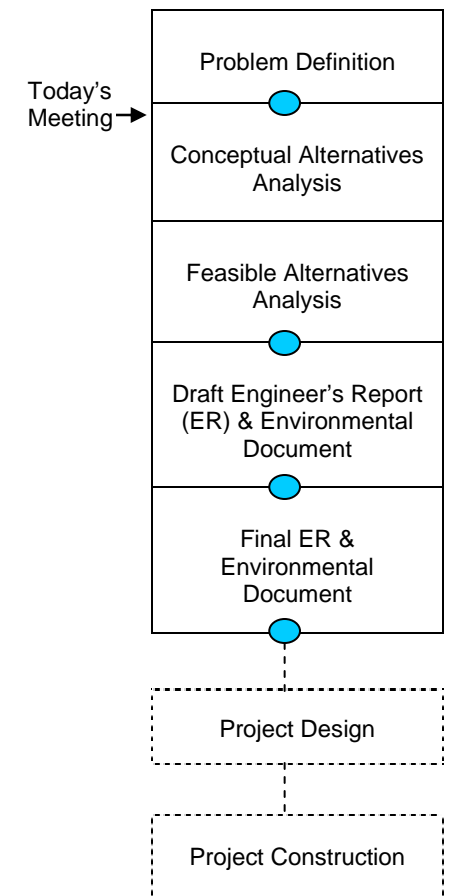 Problem Definition
Today’s
Meeting
Conceptual Alternatives
Analysis
Feasible Alternatives
Analysis
Draft Engineer’s Report
(ER) & Environmental
Document
Final ER &
Environmental
Document
Project Design
Project Construction